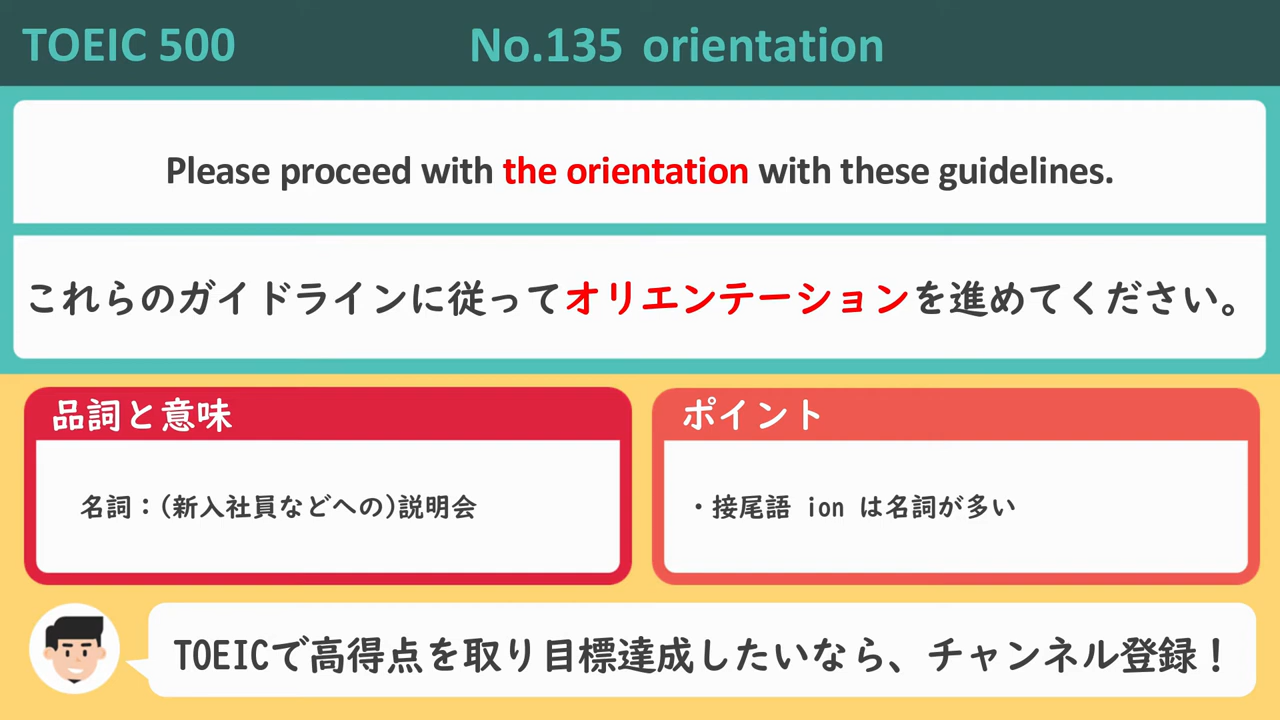 TOEIC 500
No.135 orientation
Please proceed with the orientation with these guidelines.
これらのガイドラインに従ってオリエンテーションを進めてください。
品詞と意味
名詞：(新入社員などへの)説明会
ポイント
・接尾語 ion は名詞が多い
TOEICで高得点を取り目標達成したいなら、チャンネル登録！